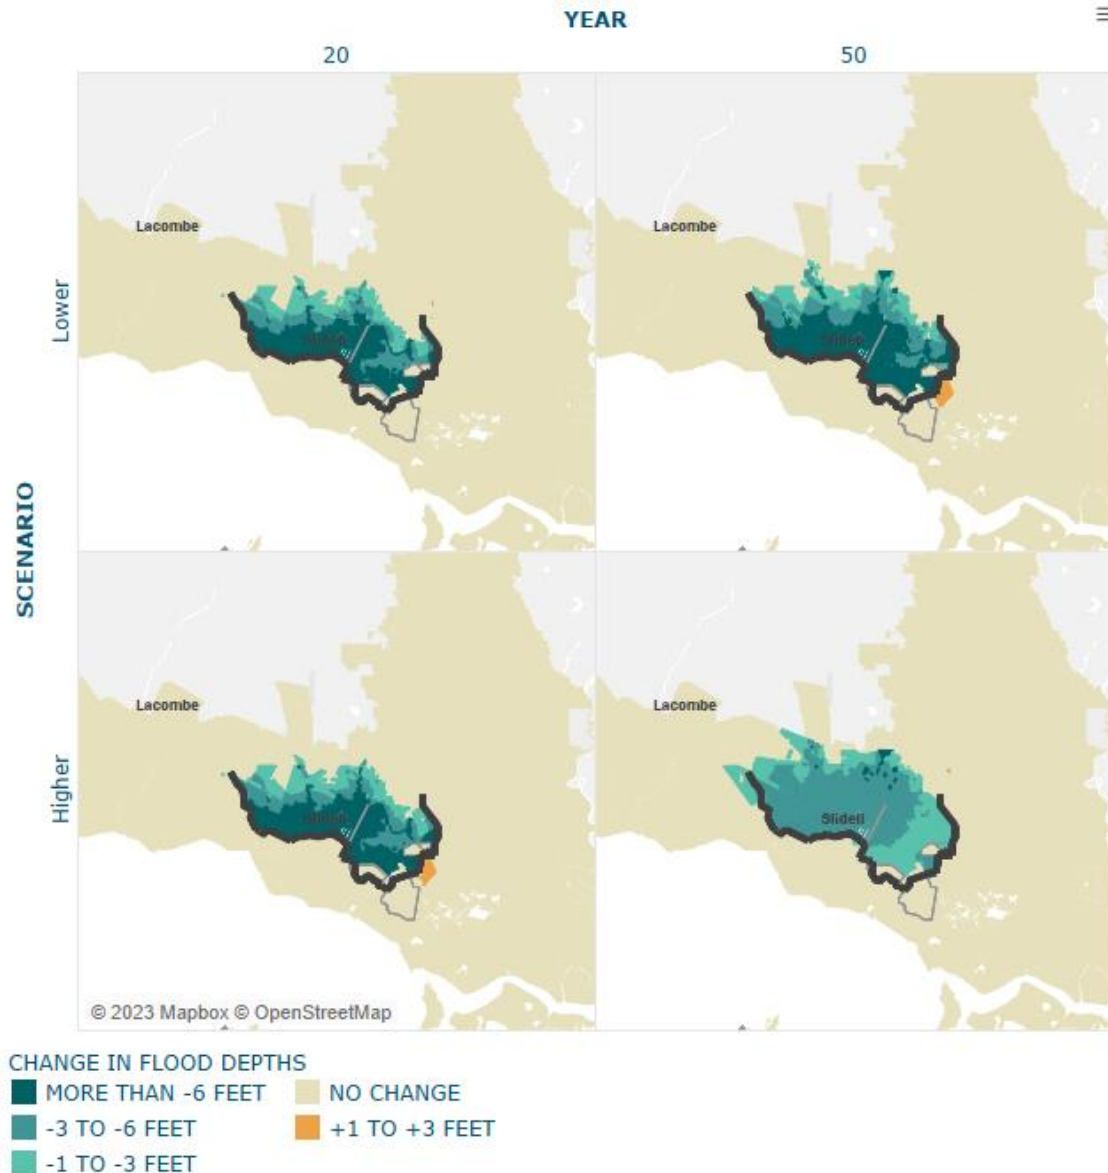 YEAR
20
50
SCENARIO
Lower
Lacombe
Lacombe
Higher
Lacombe
Lacombe
Slidell
© 2023 Mapbox © OpenStreetMap
CHANGE IN FLOOD DEPTHS
MORE THAN -6 FEET
NO CHANGE
-3 TO -6 FEET
+1 TO +3 FEET
-1 TO -3 FEET